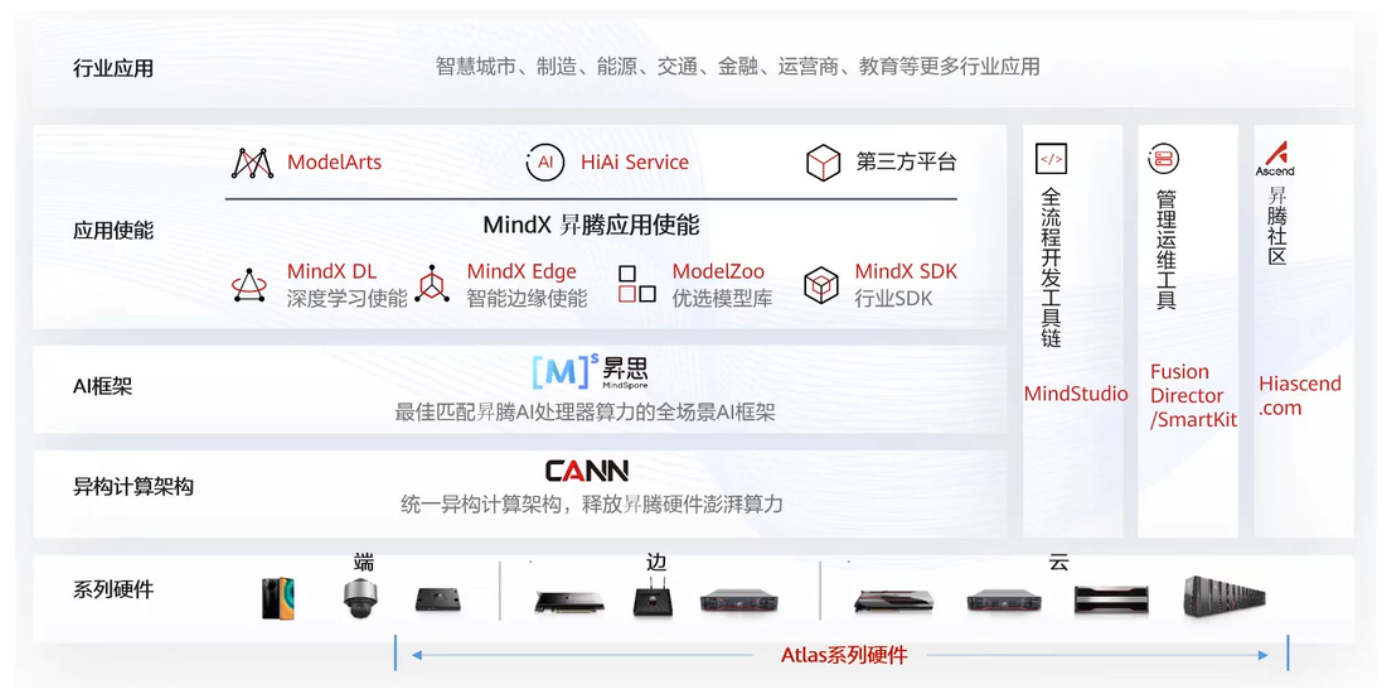 行业应用
智慧城市、制造、能源、交通、金融、运营商、教育等更多行业应用
应用使能
ModelArts
AI
HiAi Service
第三方平台
MindX 昇腾应用使能
MindX DL
深度学习使能
MindX Edge
智能边缘使能
ModelZoo
优选模型库
MindX SDK
行业SDK
AI框架
[M]s
昇思
MindSpore
最佳匹配昇腾AI处理器算力的全场景AI框架
异构计算架构
CANN
统一异构计算架构，释放昇腾硬件澎湃算力
</>
全流程开发工具链
MindStudio
管理运维工具
Fusion
Director
/SmartKit
Ascend
昇腾社区
Hiascend
.com
系列硬件
端
边
云
Atlas系列硬件